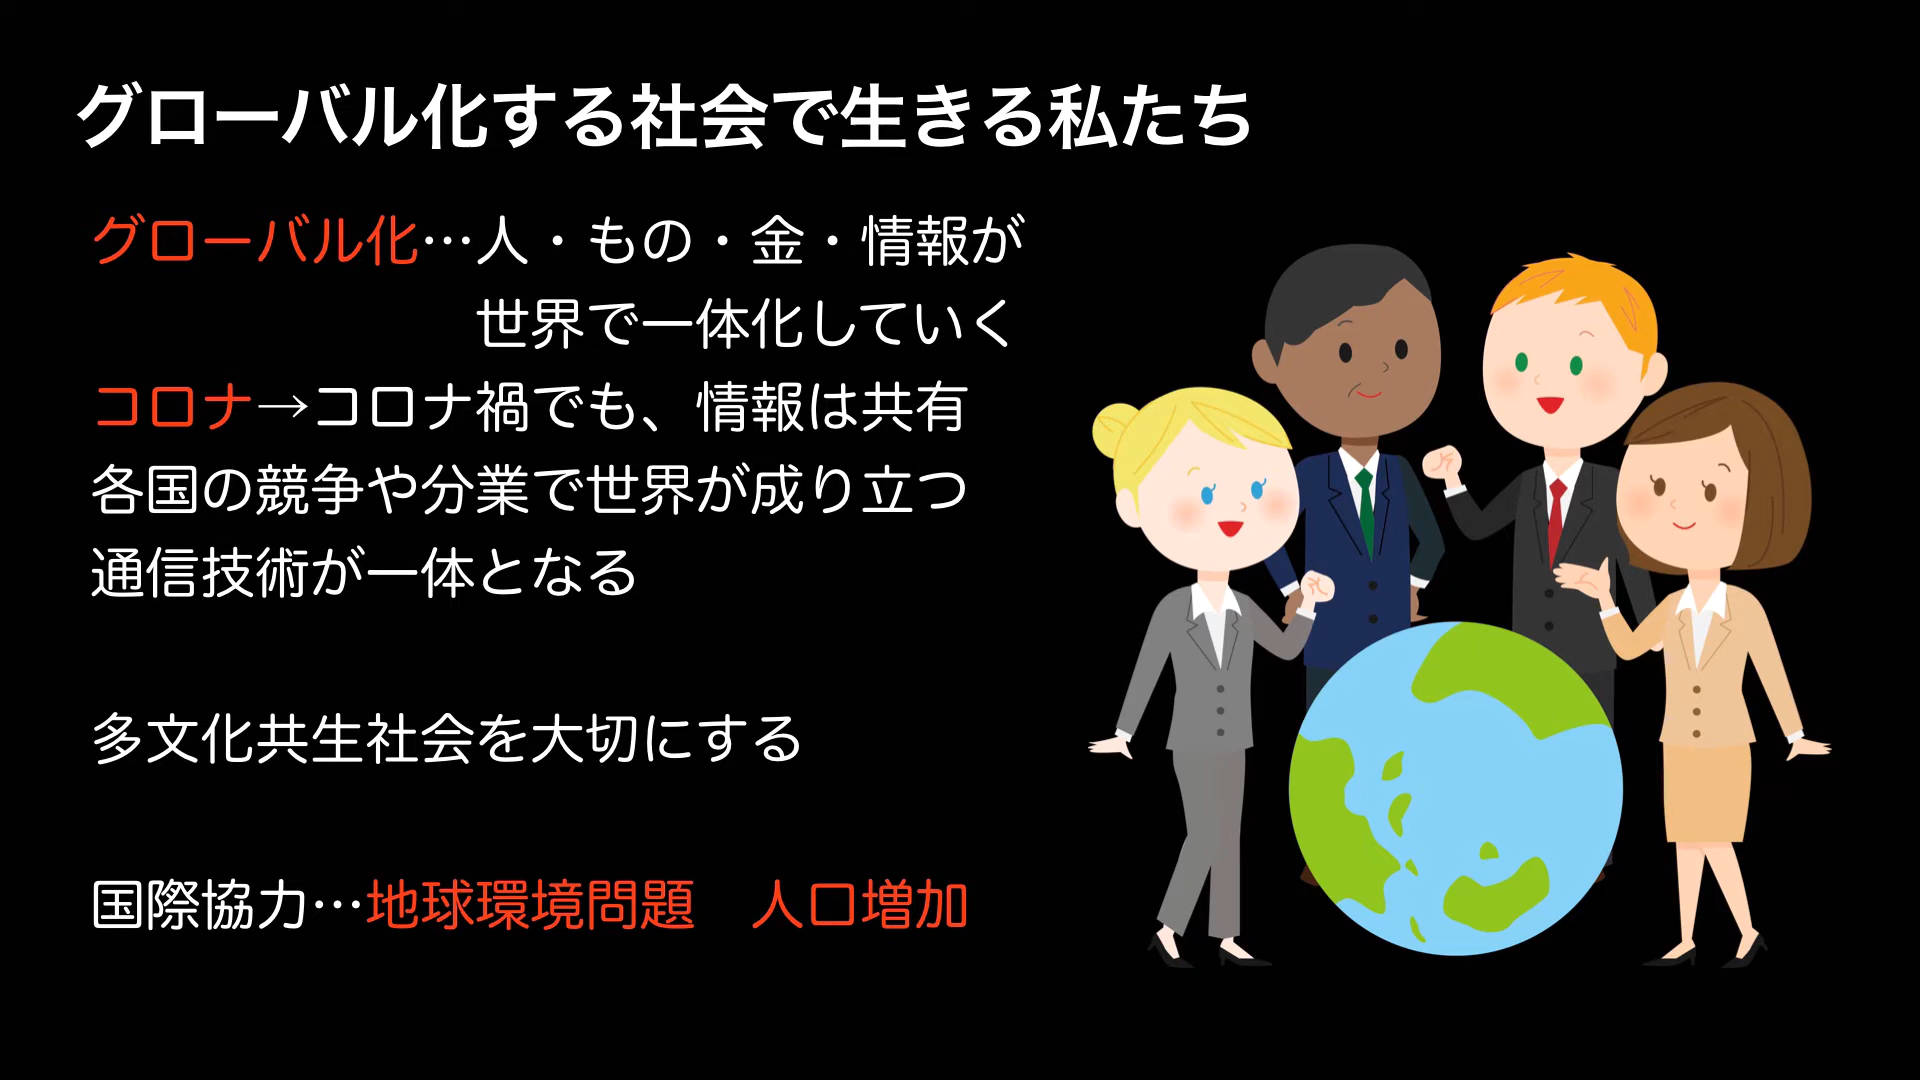 グローバル化する社会で生きる私たち
グローバル化…人・もの・金・情報が
世界で一体化していく
コロナ→コロナ禍でも、情報は共有
各国の競争や分業で世界が成り立つ
通信技術が一体となる
多文化共生社会を大切にする
国際協力…地球環境問題　人口増加